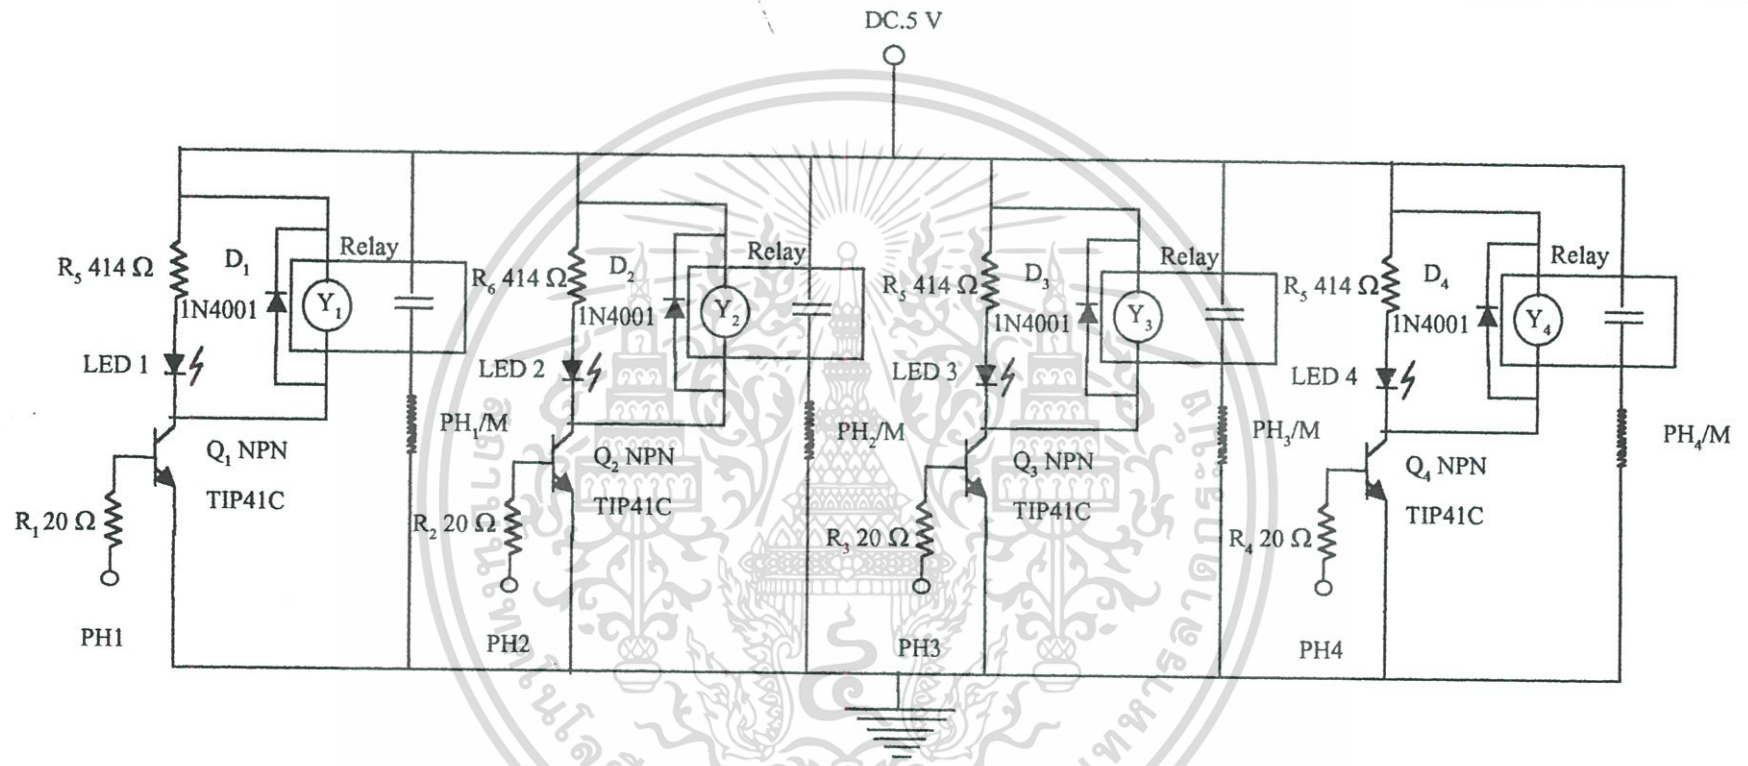 DC.5 V
R5 414 Ω
D1
1N4001
Relay
Y1
LED 1
PH1/M
Q1 NPN
TIP41C
R1 20 Ω
PH1
R6 414 Ω
D2
1N4001
Relay
Y2
LED 2
PH2/M
Q2 NPN
TIP41C
R2 20 Ω
PH2
R5 414 Ω
D3
1N4001
Relay
Y3
LED 3
PH3/M
Q3 NPN
TIP41C
R3 20 Ω
PH3
R5 414 Ω
D4
1N4001
Relay
Y4
LED 4
PH4/M
Q4 NPN
TIP41C
R4 20 Ω
PH4